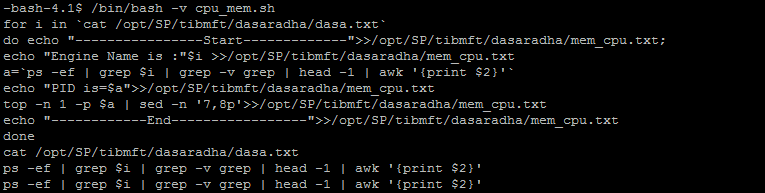 -bash-4.1$ /bin/bash -v cpu_mem.sh
for i in `cat /opt/SP/tibmft/dasaradha/dasa.txt`
do echo "----------------Start-------------">>/opt/SP/tibmft/dasaradha/mem_cpu.txt;
echo "Engine Name is :"$i >>/opt/SP/tibmft/dasaradha/mem_cpu.txt
a=`ps -ef | grep $i | grep -v grep | head -1 | awk '{print $2}'`
echo "PID is=$a">>/opt/SP/tibmft/dasaradha/mem_cpu.txt
top -n 1 -p $a | sed -n '7,8p'>>/opt/SP/tibmft/dasaradha/mem_cpu.txt
echo "------------End-----------------">>/opt/SP/tibmft/dasaradha/mem_cpu.txt
done
cat /opt/SP/tibmft/dasaradha/dasa.txt
ps -ef | grep $i | grep -v grep | head -1 | awk '{print $2}'
ps -ef | grep $i | grep -v grep | head -1 | awk '{print $2}'